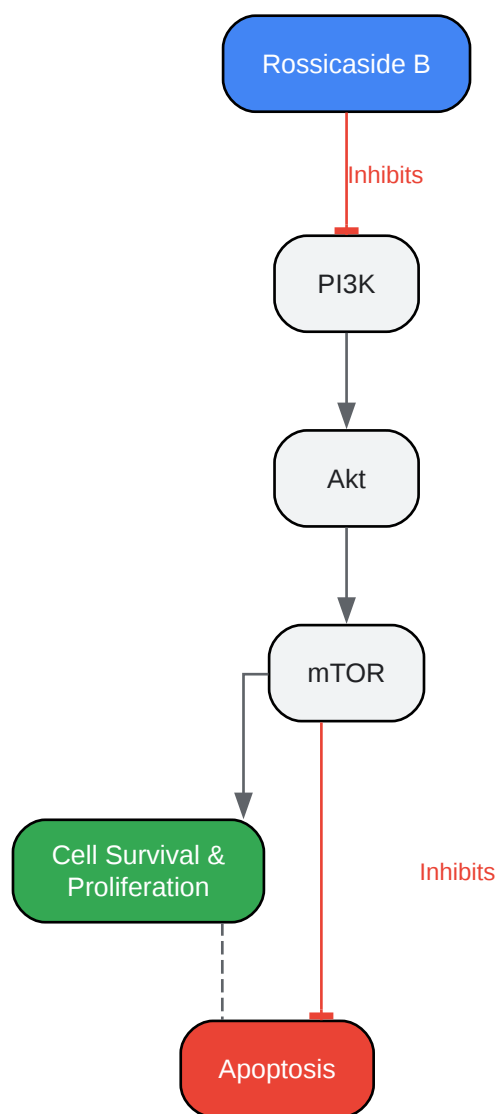 Rossicaside B
Inhibits
PI3K
Akt
mTOR
Cell Survival &
Proliferation
Inhibits
Apoptosis